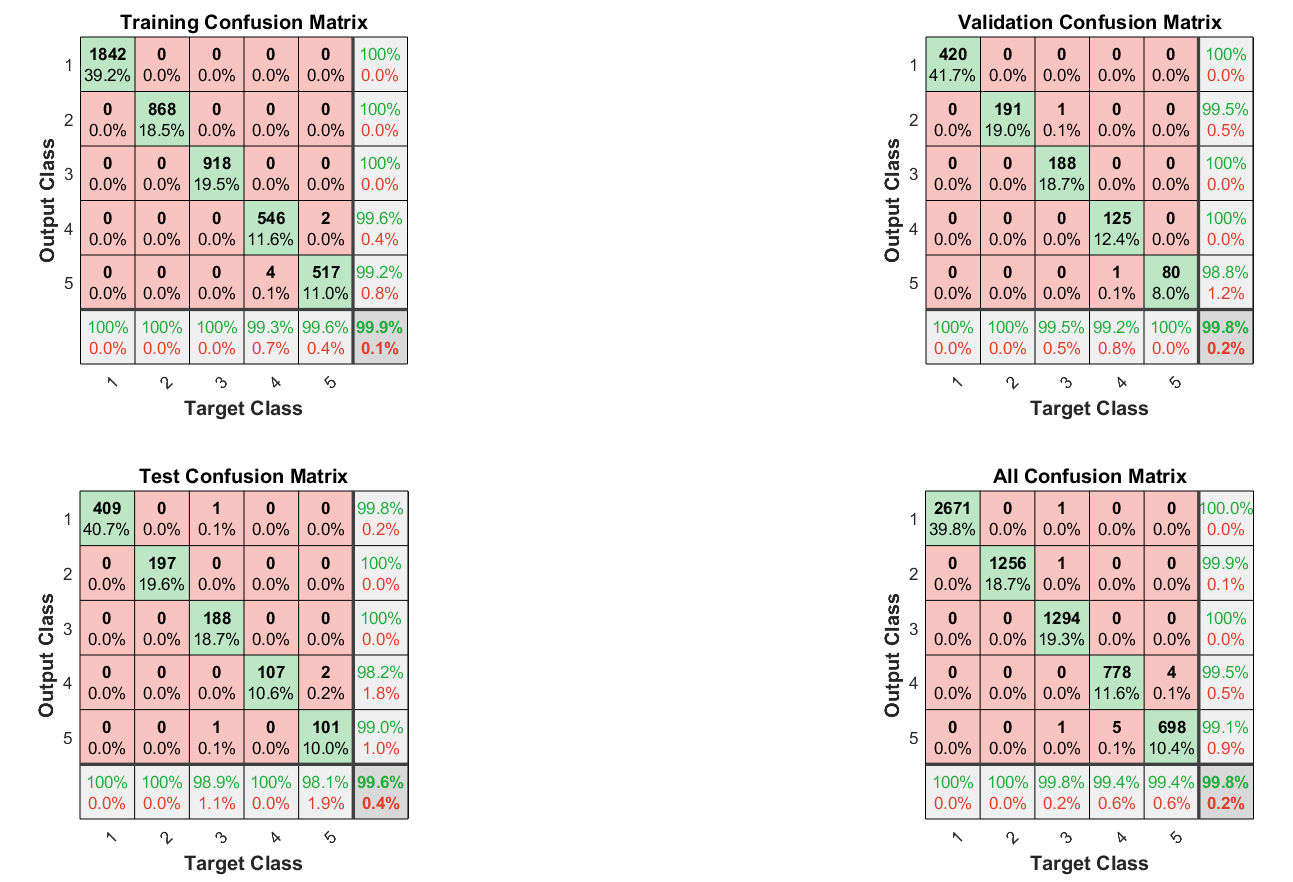 Training Confusion Matrix
Output Class
1
1842 0 0 0 0 100%
39.2% 0.0% 0.0% 0.0% 0.0% 0.0%
2
0 868 0 0 0 100%
0.0% 18.5% 0.0% 0.0% 0.0% 0.0%
3
0 0 918 0 0 100%
0.0% 0.0% 19.5% 0.0% 0.0% 0.0%
4
0 0 0 546 2 99.6%
0.0% 0.0% 0.0% 11.6% 0.0% 0.4%
5
0 0 0 4 517 99.2%
0.0% 0.0% 0.0% 0.1% 11.0% 0.8%
100% 100% 100% 99.3% 99.6% 99.9%
0.0% 0.0% 0.0% 0.7% 0.4% 0.1%
1 2 3 4 5
Target Class
Validation Confusion Matrix
Output Class
1
420 0 0 0 0 100%
41.7% 0.0% 0.0% 0.0% 0.0% 0.0%
2
0 191 1 0 0 99.5%
0.0% 19.0% 0.1% 0.0% 0.0% 0.5%
3
0 0 188 0 0 100%
0.0% 0.0% 18.7% 0.0% 0.0% 0.0%
4
0 0 0 125 0 100%
0.0% 0.0% 0.0% 12.4% 0.0% 0.0%
5
0 0 0 1 80 98.8%
0.0% 0.0% 0.0% 0.1% 8.0% 1.2%
100% 100% 99.5% 99.2% 100% 99.8%
0.0% 0.0% 0.5% 0.8% 0.0% 0.2%
1 2 3 4 5
Target Class
Test Confusion Matrix
Output Class
1
409 0 1 0 0 99.8%
40.7% 0.0% 0.1% 0.0% 0.0% 0.2%
2
0 197 0 0 0 100%
0.0% 19.6% 0.0% 0.0% 0.0% 0.0%
3
0 0 188 0 0 100%
0.0% 0.0% 18.7% 0.0% 0.0% 0.0%
4
0 0 0 107 2 98.2%
0.0% 0.0% 0.0% 10.6% 0.2% 1.8%
5
0 0 1 0 101 99.0%
0.0% 0.0% 0.1% 0.0% 10.0% 1.0%
100% 100% 98.9% 100% 98.1% 99.6%
0.0% 0.0% 1.1% 0.0% 1.9% 0.4%
1 2 3 4 5
Target Class
All Confusion Matrix
Output Class
1
2671 0 1 0 0 100.0%
39.8% 0.0% 0.0% 0.0% 0.0% 0.0%
2
0 1256 1 0 0 99.9%
0.0% 18.7% 0.0% 0.0% 0.0% 0.1%
3
0 0 1294 0 0 100%
0.0% 0.0% 19.3% 0.0% 0.0% 0.0%
4
0 0 0 778 4 99.5%
0.0% 0.0% 0.0% 11.6% 0.1% 0.5%
5
0 0 1 5 698 99.1%
0.0% 0.0% 0.0% 0.1% 10.4% 0.9%
100% 100% 99.8% 99.4% 99.4% 99.8%
0.0% 0.0% 0.2% 0.6% 0.6% 0.2%
1 2 3 4 5
Target Class